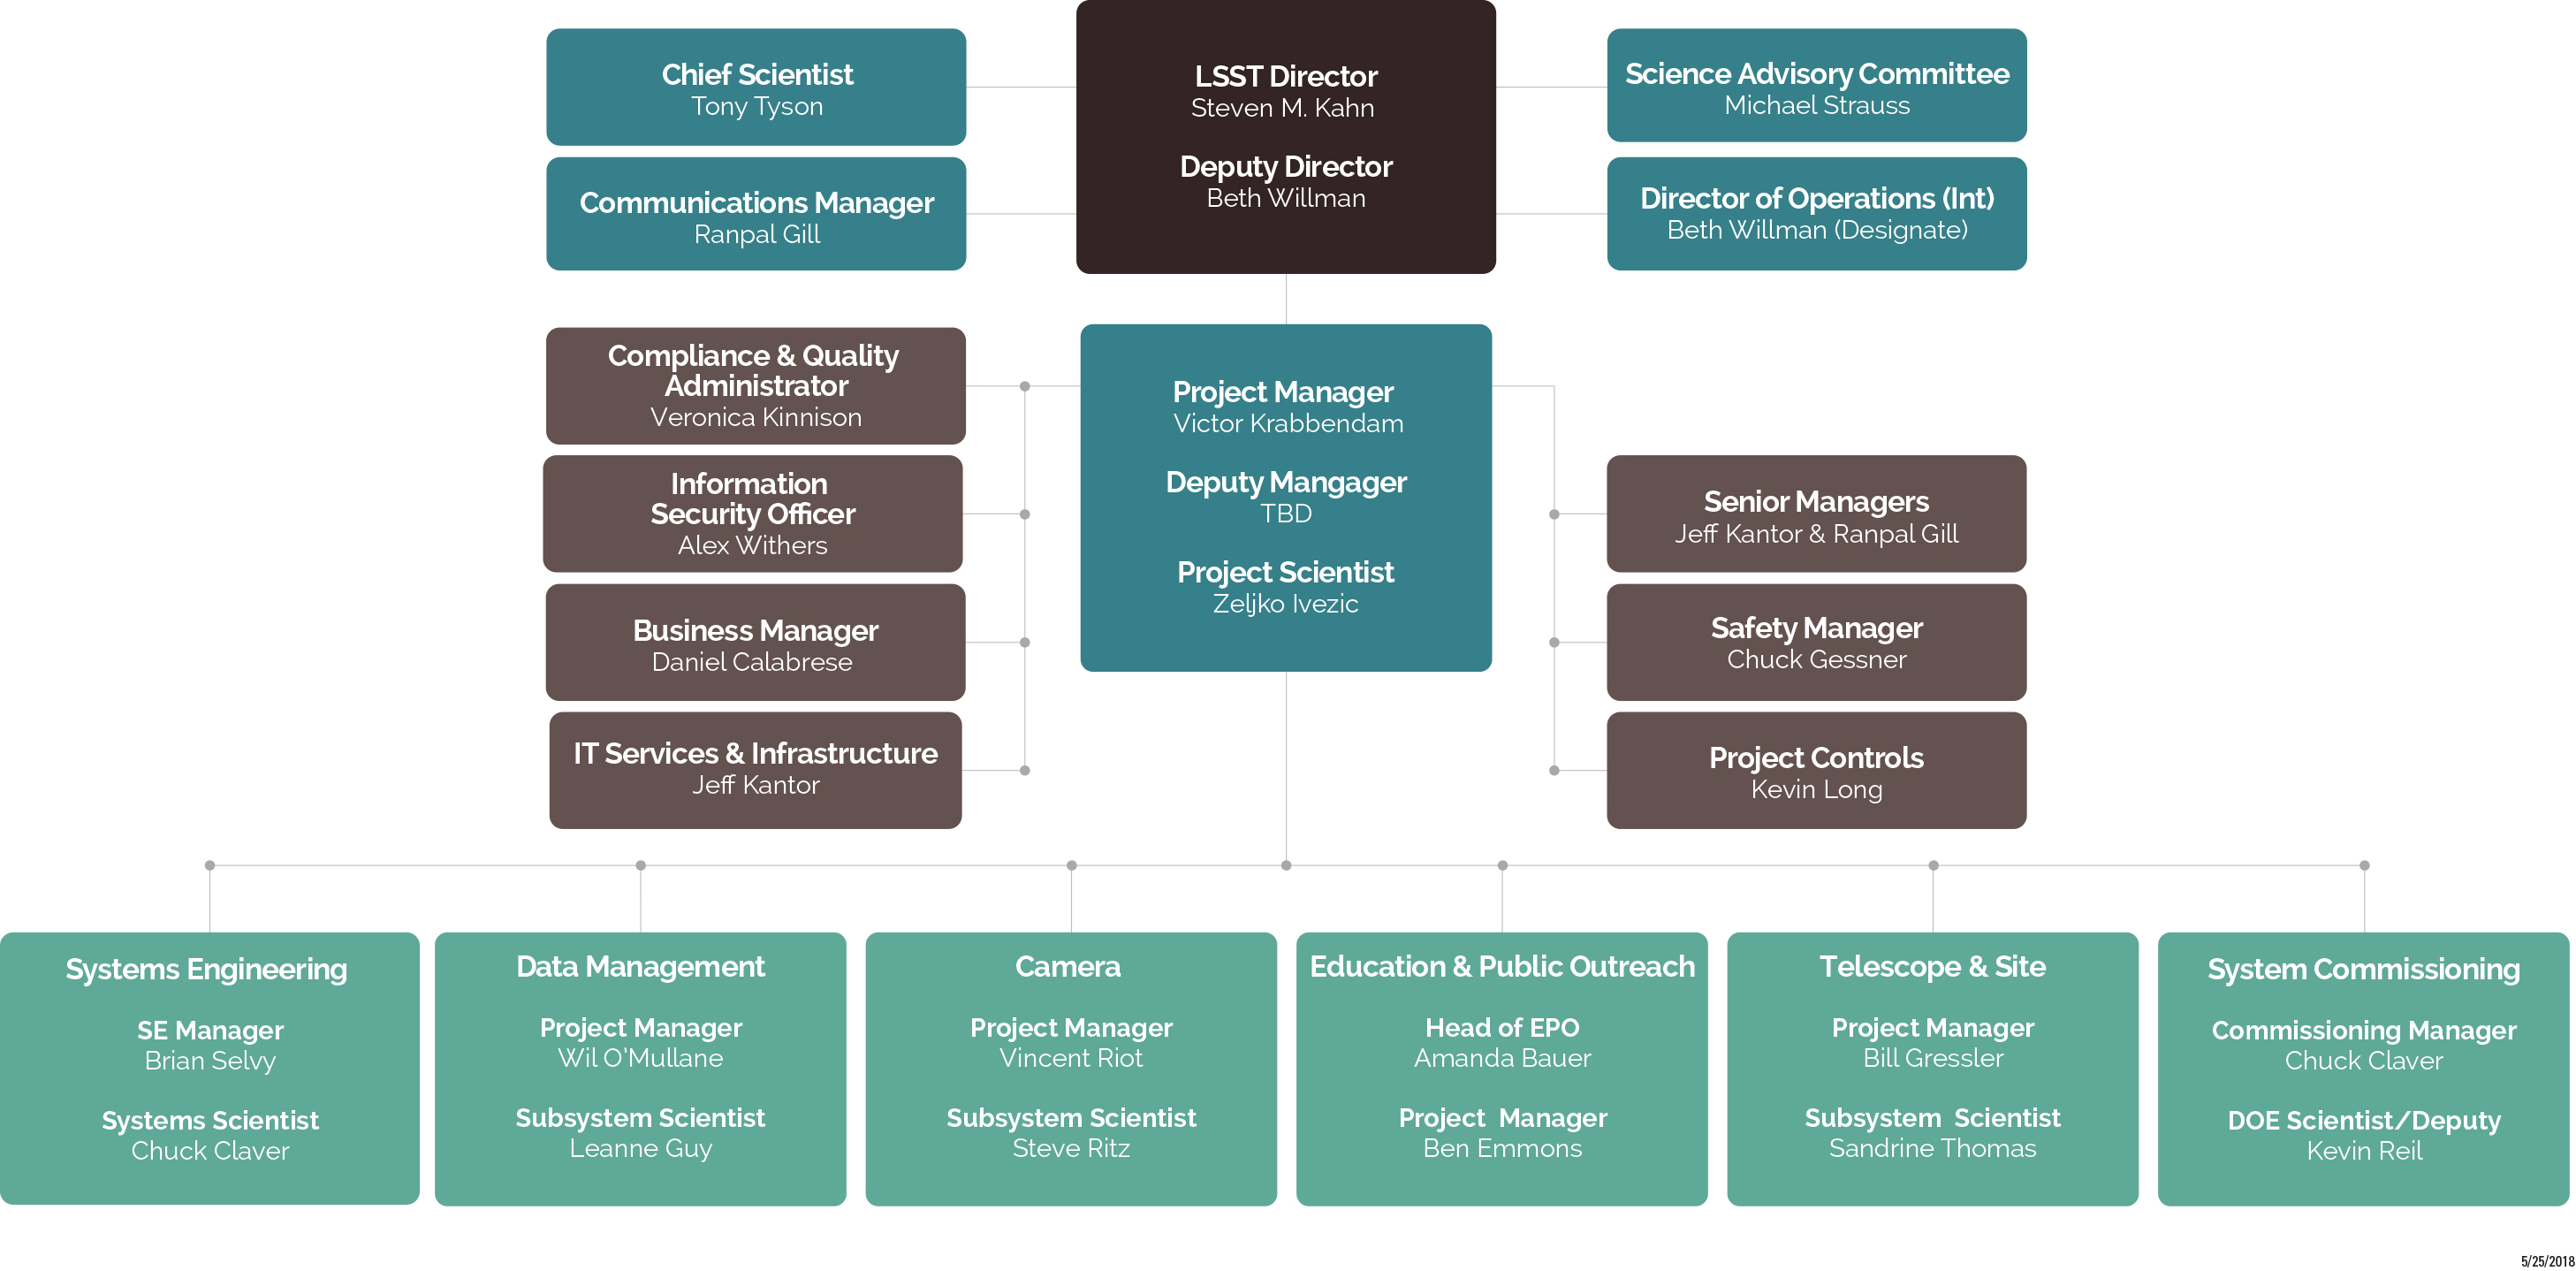 Chief Scientist
Tony Tyson
Communications Manager
Ranpal Gill
LSST Director
Steven M. Kahn
Deputy Director
Beth Willman
Science Advisory Committee
Michael Strauss
Director of Operations (Int)
Beth Willman (Designate)
Compliance & Quality
Administrator
Veronica Kinnison
Information
Security Officer
Alex Withers
Business Manager
Daniel Calabrese
IT Services & Infrastructure
Jeff Kantor
Project Manager
Victor Krabbendam
Deputy Mangager
TBD
Project Scientist
Zeljko Ivezic
Senior Managers
Jeff Kantor & Ranpal Gill
Safety Manager
Chuck Gessner
Project Controls
Kevin Long
Systems Engineering
SE Manager
Brian Selvy
Systems Scientist
Chuck Claver
Data Management
Project Manager
Wil O'Mullane
Subsystem Scientist
Leanne Guy
Camera
Project Manager
Vincent Riot
Subsystem Scientist
Steve Ritz
Education & Public Outreach
Head of EPO
Amanda Bauer
Project Manager
Ben Emmons
Telescope & Site
Project Manager
Bill Gressler
Subsystem Scientist
Sandrine Thomas
System Commissioning
Commissioning Manager
Chuck Claver
DOE Scientist/Deputy
Kevin Reil
5/25/2018